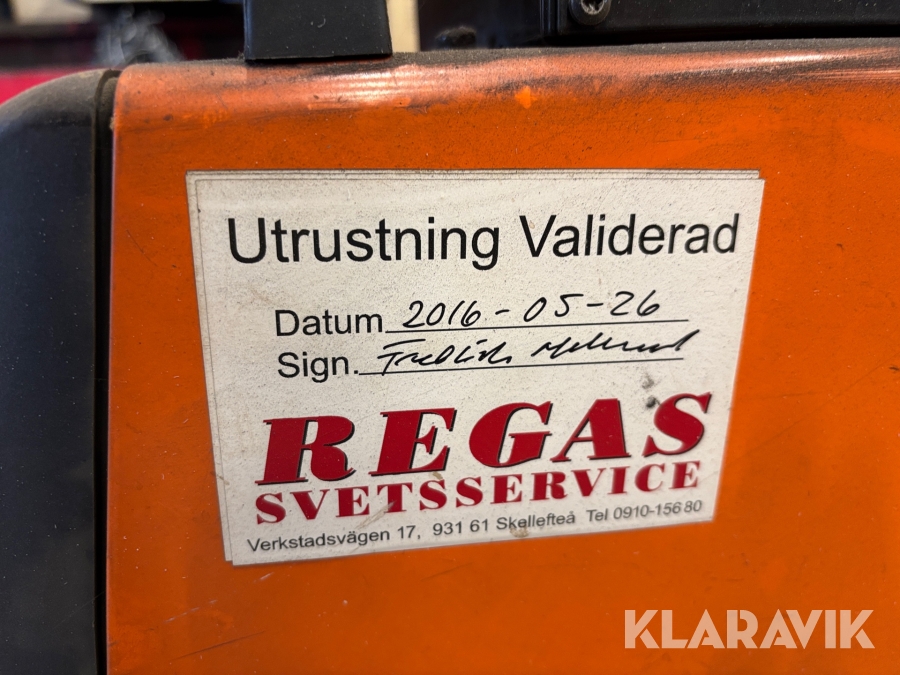 Utrustning Validerad
Datum 2016-05-26
Sign.
REGAS
SVETSSERVICE
Verkstadsvägen 17, 931 61 Skellefteå Tel 0910-156 80
KLARAVIK